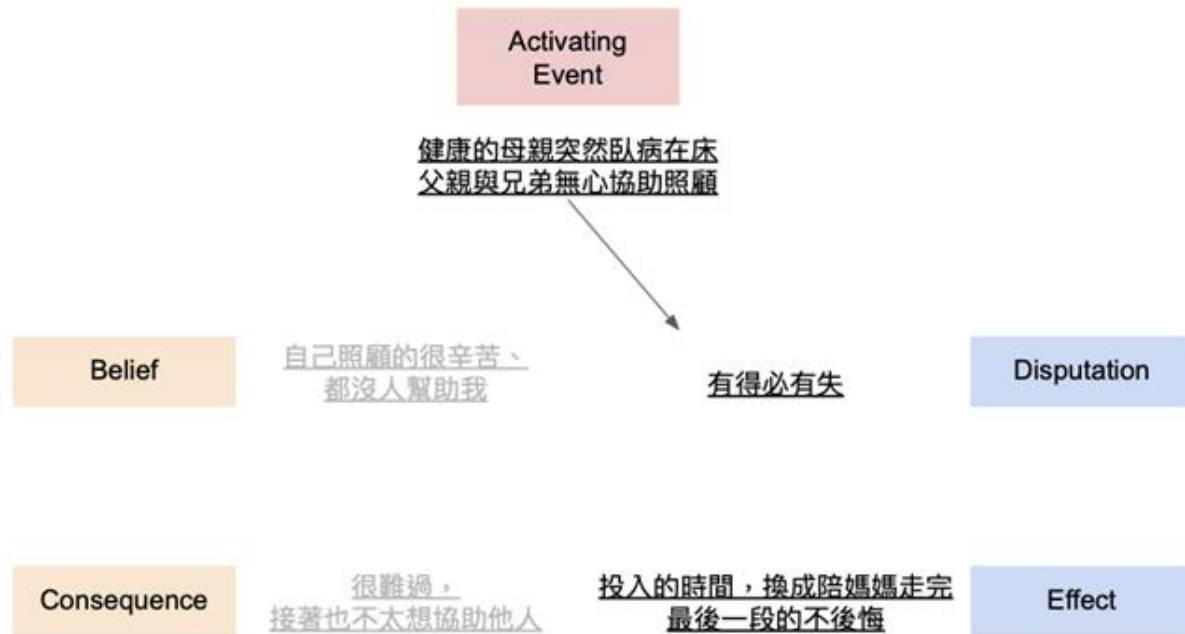 Activating
Event
健康的母親突然臥病在床
父親與兄弟無心協助照顧
Belief
自己照顧的很辛苦、
都沒人幫助我
有得必有失
Disputation
Consequence
很難過，
接著也不太想協助他人
投入的時間，換成陪媽媽走完
最後一段的不後悔
Effect